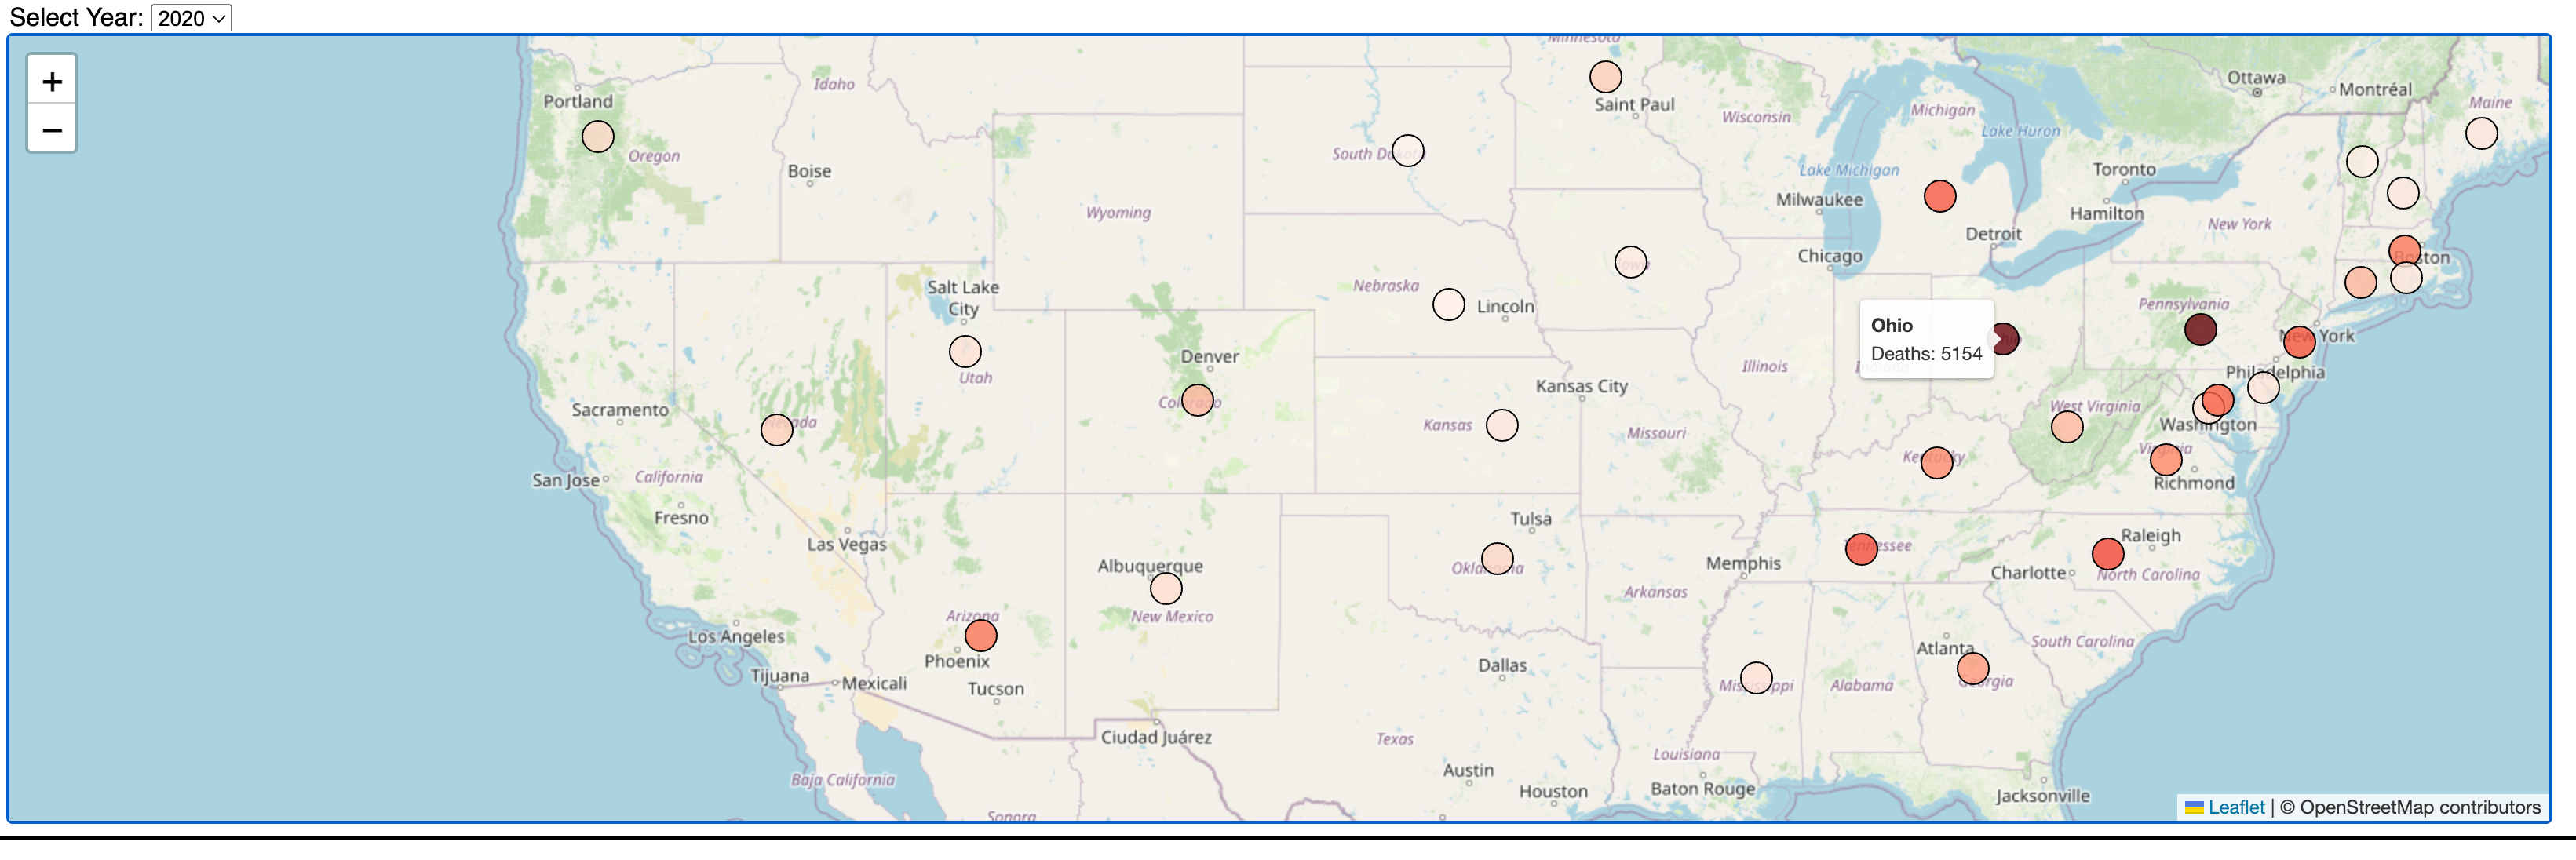 Select Year: 2020
+
−
Minnesota
Ottawa
Montréal
Portland
Idaho
Saint Paul
Michigan
Maine
Wisconsin
Lake Huron
Oregon
South Dakota
Boise
Lake Michigan
Toronto
Wyoming
Milwaukee
Hamilton
New York
Detroit
Chicago
Boston
Iowa
Salt Lake
City
Nebraska
Lincoln
Pennsylvania
Ohio
Deaths: 5154
New York
Denver
Utah
Illinois
Indiana
Philadelphia
Kansas City
Colorado
Sacramento
Nevada
West Virginia
Kansas
Washington
Missouri
Kentucky
Virginia
San Jose
California
Richmond
Fresno
Las Vegas
Tulsa
Raleigh
Tennessee
Albuquerque
Oklahoma
Memphis
Charlotte
North Carolina
Arkansas
Arizona
New Mexico
Los Angeles
Atlanta
South Carolina
Phoenix
Dallas
Tijuana
Mexicali
Tucson
Mississippi
Alabama
Georgia
Ciudad Juárez
Texas
Louisiana
Baja California
Austin
Houston
Baton Rouge
Jacksonville
Sonora
Leaflet | © OpenStreetMap contributors